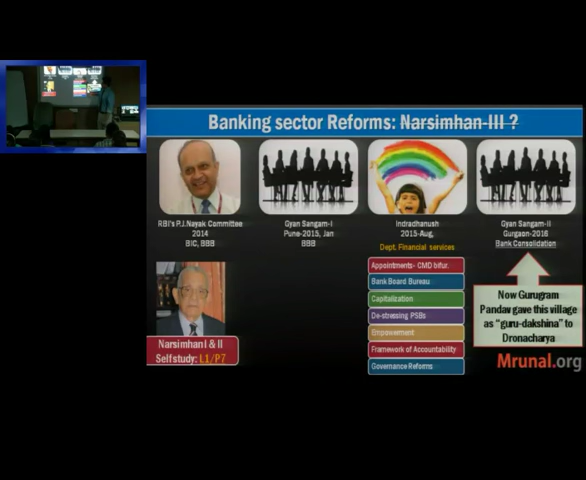 Banking sector Reforms: Narsimhan-III ?
RBI's P.J.Nayak Committee
2014
BIC, BBB
Gyan Sangam-I
Pune-2015, Jan
BBB
Indradhanush
2015-Aug,
Dept. Financial services
Gyan Sangam-II
Gurgaon-2016
Bank Consolidation
Appointments- CMD bifur.
Bank Board Bureau
Capitalization
De-stressing PSBs
Empowerment
Framework of Accountability
Governance Reforms
Now Gurugram
Pandav gave this village
as "guru-dakshina" to
Dronacharya
Narsimhan I & II
Selfstudy: L1/P7
Mrunal.org